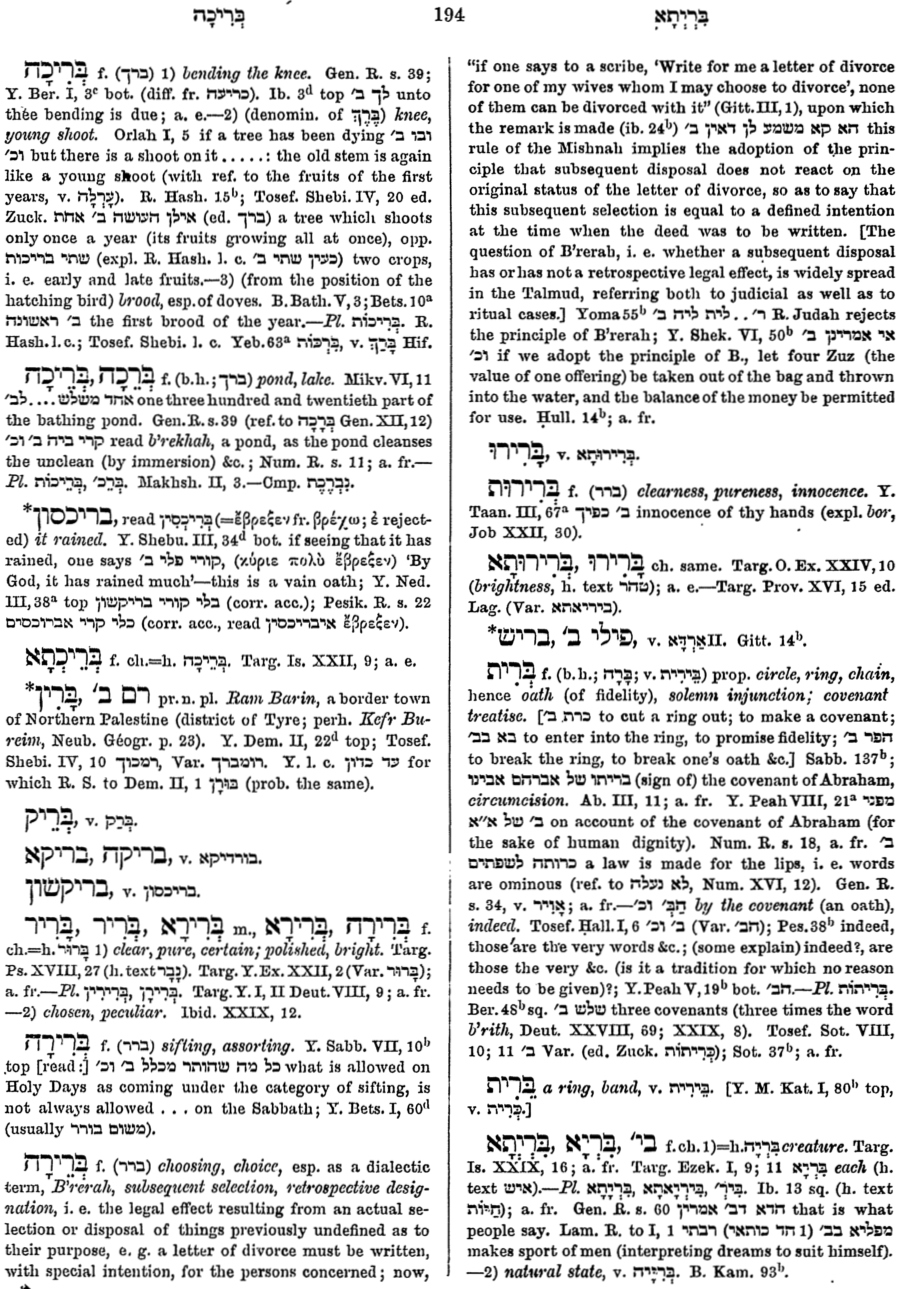 בְּרִיכָה
194
בְּרִיְתָא
בְּרִיכָה f. (ברך) 1) bending the knee. Gen. R. s. 39;
Y. Ber. I, 3ᶜ bot. (diff. fr. כריעה). Ib. 3ᵈ top לך ב׳ unto
thee bending is due; a. e.—2) (denomin. of בֶּרֶךְ) knee,
young shoot. Orlah I, 5 if a tree has been dying ובו ב׳
וכ׳ but there is a shoot on it . . . . .: the old stem is again
like a young shoot (with ref. to the fruits of the first
years, v. עָרְלָה). R. Hash. 15ᵇ; Tosef. Shebi. IV, 20 ed.
Zuck. אילן העושה ב׳ אחת (ed. ברך) a tree which shoots
only once a year (its fruits growing all at once), opp.
שתי בריכות (expl. R. Hash. l. c. כעין שתי ב׳) two crops,
i. e. early and late fruits.—3) (from the position of the
hatching bird) brood, esp. of doves. B. Bath. V, 3; Bets. 10ᵃ
ב׳ ראשונה the first brood of the year.—Pl. בְּרִיכוֹת. R.
Hash. l. c.; Tosef. Shebi. l. c. Yeb. 63ᵃ בְּרָכוֹת, v. בָּרַךְ Hif.
בְּרֵכָה, בְּרֵיכָה f. (b. h.; ברך) pond, lake. Mikv. VI, 11
אחד משלש .... לב׳ one three hundred and twentieth part of
the bathing pond. Gen. R. s. 39 (ref. to בְּרָכָה Gen. XII, 12)
קרי ביה ב׳ וכ׳ read b'rekhah, a pond, as the pond cleanses
the unclean (by immersion) &c.; Num. R. s. 11; a. fr.—
Pl. בְּרֵיכוֹת, בְּרֵכ׳. Makhsh. II, 3.—Cmp. נִבְרֶכֶת.
*בריכסון, read בְּרֵיכְסִין (=ἔβρεξεν fr. βρέχω; ἐ reject-
ed) it rained. Y. Shebu. III, 34ᵈ bot. if seeing that it has
rained, one says קורי פלי ב׳, (κύριε πολὺ ἔβρεξεν) 'By
God, it has rained much'—this is a vain oath; Y. Ned.
III, 38ᵃ top בלי קורי בריקשון (corr. acc.); Pesik. R. s. 22
כלי קרי אברוכסים (corr. acc., read איבריכסין ἔβρεξεν).
בְּרֵיכְתָא f. ch.=h. בְּרֵיכָה. Targ. Is. XXII, 9; a. e.
*בָּרִין, רם ב׳ pr. n. pl. Ram Barin, a border town
of Northern Palestine (district of Tyre; perh. Kefr Bu-
reim, Neub. Géogr. p. 23). Y. Dem. II, 22ᵈ top; Tosef.
Shebi. IV, 10 רמכוך, Var. רומברך. Y. l. c. עד כדון for
which R. S. to Dem. II, 1 בּוּרָן (prob. the same).
בְּרֵיק, v. בְּרַק.
בריקה, בריקא, v. בורדיקא.
בריקשון, v. בריכסון.
בָּרִיר, בְּרִיר, בְּרִירָא m., בְּרִירָא, בְּרִירָה f.
ch.=h. בָּרוּר 1) clear, pure, certain; polished, bright. Targ.
Ps. XVIII, 27 (h. text נָבָר). Targ. Y. Ex. XXII, 2 (Var. בָּרוּר);
a. fr.—Pl. בְּרִירִין, בְּרִירָן. Targ. Y. I, II Deut. VIII, 9; a. fr.
—2) chosen, peculiar. Ibid. XXIX, 12.
בְּרִירָה f. (ברר) sifting, assorting. Y. Sabb. VII, 10ᵇ
top [read:] כל מה שהותר מכלל ב׳ וכ׳ what is allowed on
Holy Days as coming under the category of sifting, is
not always allowed . . . on the Sabbath; Y. Bets. I, 60ᵈ
(usually משום בורר).
בְּרֵירָה f. (ברר) choosing, choice, esp. as a dialectic
term, B'rerah, subsequent selection, retrospective desig-
nation, i. e. the legal effect resulting from an actual se-
lection or disposal of things previously undefined as to
their purpose, e. g. a letter of divorce must be written,
with special intention, for the persons concerned; now,
"if one says to a scribe, 'Write for me a letter of divorce
for one of my wives whom I may choose to divorce', none
of them can be divorced with it" (Gitt. III, 1), upon which
the remark is made (ib. 24ᵇ) הא קא משמע לן דאין ב׳ this
rule of the Mishnah implies the adoption of the prin-
ciple that subsequent disposal does not react on the
original status of the letter of divorce, so as to say that
this subsequent selection is equal to a defined intention
at the time when the deed was to be written. [The
question of B'rerah, i. e. whether a subsequent disposal
has or has not a retrospective legal effect, is widely spread
in the Talmud, referring both to judicial as well as to
ritual cases.] Yoma 55ᵇ ר׳ . . לית ליה ב׳ R. Judah rejects
the principle of B'rerah; Y. Shek. VI, 50ᵇ אי אמרינן ב׳
וכ׳ if we adopt the principle of B., let four Zuz (the
value of one offering) be taken out of the bag and thrown
into the water, and the balance of the money be permitted
for use. Ḥull. 14ᵇ; a. fr.
בָּרִירוּ, v. בְּרִירוּתָא.
בְּרִירוּת f. (ברר) clearness, pureness, innocence. Y.
Taan. III, 67ᵃ ב׳ כפיך innocence of thy hands (expl. bor,
Job XXII, 30).
בָּרִירוּ, בְּרִירוּתָא ch. same. Targ. O. Ex. XXIV, 10
(brightness, h. text טהר); a. e.—Targ. Prov. XVI, 15 ed.
Lag. (Var. ביריאתא).
*בריש, פילי ב׳, v. אַרְדָּא II. Gitt. 14ᵇ.
בְּרִית f. (b. h.; בָּרָה; v. בִּירִית) prop. circle, ring, chain,
hence oath (of fidelity), solemn injunction; covenant
treatise. [כרת ב׳ to cut a ring out; to make a covenant;
בא בב׳ to enter into the ring, to promise fidelity; הפר ב׳
to break the ring, to break one's oath &c.] Sabb. 137ᵇ;
בריתו של אברהם אבינו (sign of) the covenant of Abraham,
circumcision. Ab. III, 11; a. fr. Y. Peah VIII, 21ᵃ מפני
ב׳ של א״א on account of the covenant of Abraham (for
the sake of human dignity). Num. R. s. 18, a. fr. ב׳
כרותה לשפתים a law is made for the lips, i. e. words
are ominous (ref. to לא נעלה, Num. XVI, 12). Gen. R.
s. 34, v. אֲוִיר; a. fr.—הַבְּ׳ וכ׳ by the covenant (an oath),
indeed. Tosef. Ḥall. I, 6 ב׳ וכ׳ (Var. הב׳); Pes. 38ᵇ indeed,
those are the very words &c.; (some explain) indeed?, are
those the very &c. (is it a tradition for which no reason
needs to be given)?; Y. Peah V, 19ᵇ bot. הב׳.—Pl. בְּרִיתוֹת.
Ber. 48ᵇ sq. שלש ב׳ three covenants (three times the word
b'rith, Deut. XXVIII, 69; XXIX, 8). Tosef. Sot. VIII,
10; 11 ב׳ Var. (ed. Zuck. כְּרִיתוֹת); Sot. 37ᵇ; a. fr.
בְּרִית a ring, band, v. בִּירִית. [Y. M. Kat. I, 80ᵇ top,
v. כְּרִית.]
בְּרִיְתָא, בְּרִיָּא, בי׳ f. ch. 1)=h. בְּרִיָּה creature. Targ.
Is. XXIX, 16; a. fr. Targ. Ezek. I, 9; 11 בְּרִיָּא each (h.
text איש).—Pl. בִּרְיָתָא, בִּירְיָאתָא, בִּיר׳. Ib. 13 sq. (h. text
חַיּוֹת); a. fr. Gen. R. s. 60 הדא דב׳ אמרין that is what
people say. Lam. R. to I, 1 רבתי (1 חד כותאי) מפליא בב׳
makes sport of men (interpreting dreams to suit himself).
—2) natural state, v. בְּרִיָּה. B. Kam. 93ᵇ.